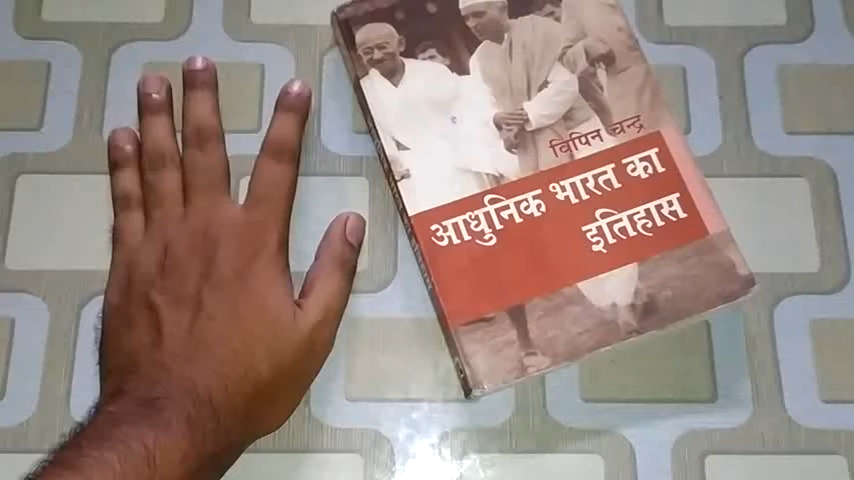 विपिन चन्द्र
आधुनिक भारत का
इतिहास